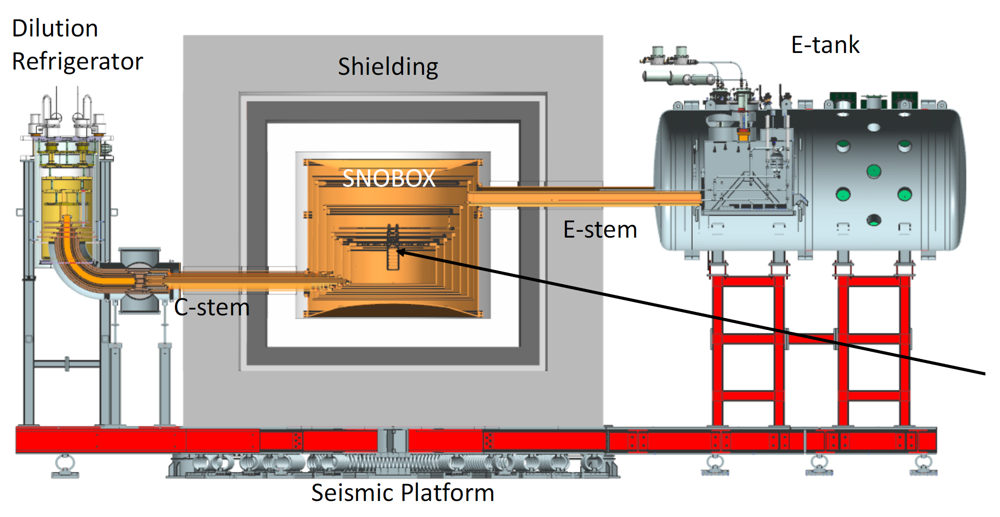 Dilution
Refrigerator
Shielding
E-tank
SNOBOX
E-stem
C-stem
Seismic Platform